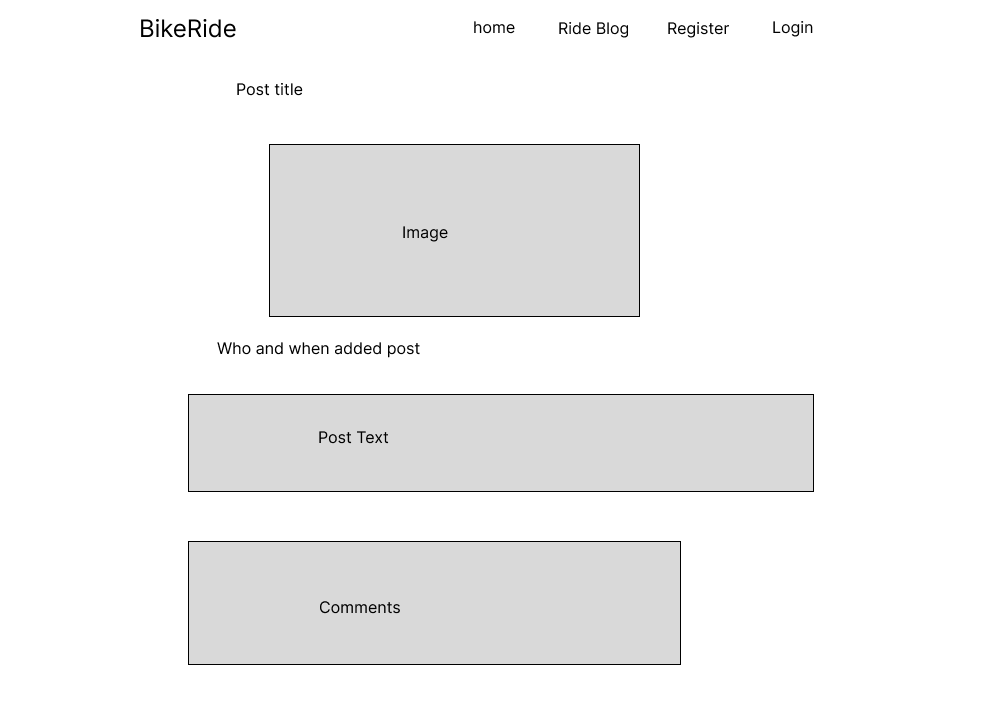 BikeRide
home
Ride Blog
Register
Login
Post title
Image
Who and when added post
Post Text
Comments